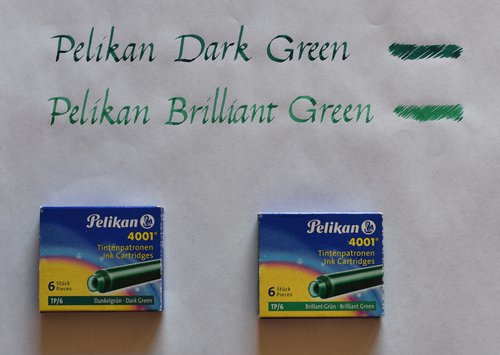 Pelikan Dark Green
Pelikan Brilliant Green
Pelikan
4001®
Tintenpatronen
Ink Cartridges
6 Stück
Pieces
TP/6 Dunkelgrün - Dark Green
Pelikan
4001®
Tintenpatronen
Ink Cartridges
6 Stück
Pieces
TP/6 Brillant-Grün - Brilliant Green